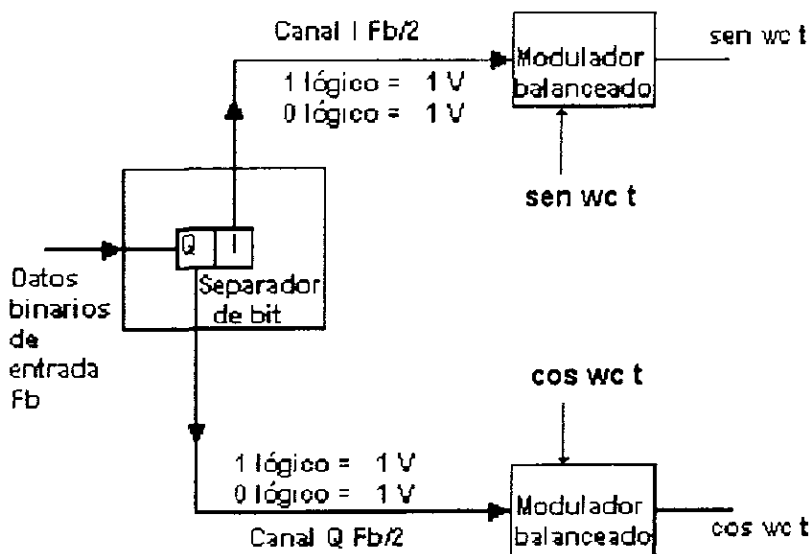 Canal I Fb/2
1 lógico = 1 V
0 lógico = 1 V
Modulador
balanceado
sen wc t
sen wc t
Q I
Separador
de bit
Datos
binarios
de
entrada
Fb
cos wc t
1 lógico = 1 V
0 lógico = 1 V
Canal Q Fb/2
Modulador
balanceado
cos wc t